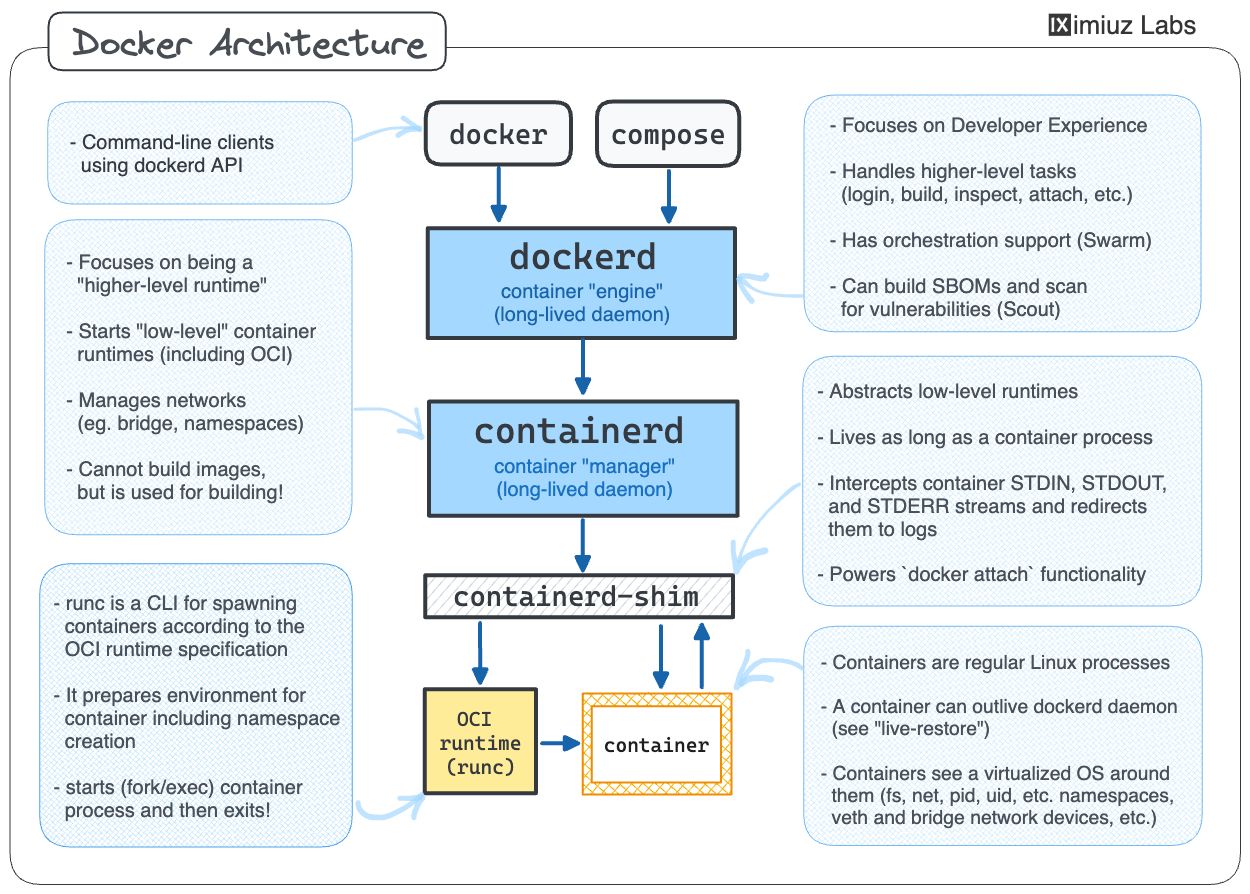 Docker Architecture
iximiuz Labs
- Command-line clients
using dockerd API
docker
compose
- Focuses on Developer Experience
- Handles higher-level tasks
(login, build, inspect, attach, etc.)
- Has orchestration support (Swarm)
- Can build SBOMs and scan
for vulnerabilities (Scout)
dockerd
container "engine"
(long-lived daemon)
- Focuses on being a
"higher-level runtime"
- Starts "low-level" container
runtimes (including OCI)
- Manages networks
(eg. bridge, namespaces)
- Cannot build images,
but is used for building!
containerd
container "manager"
(long-lived daemon)
- Abstracts low-level runtimes
- Lives as long as a container process
- Intercepts container STDIN, STDOUT,
and STDERR streams and redirects
them to logs
- Powers `docker attach` functionality
containerd-shim
- runc is a CLI for spawning
containers according to the
OCI runtime specification
- It prepares environment for
container including namespace
creation
- starts (fork/exec) container
process and then exits!
OCI
runtime
(runc)
container
- Containers are regular Linux processes
- A container can outlive dockerd daemon
(see "live-restore")
- Containers see a virtualized OS around
them (fs, net, pid, uid, etc. namespaces,
veth and bridge network devices, etc.)